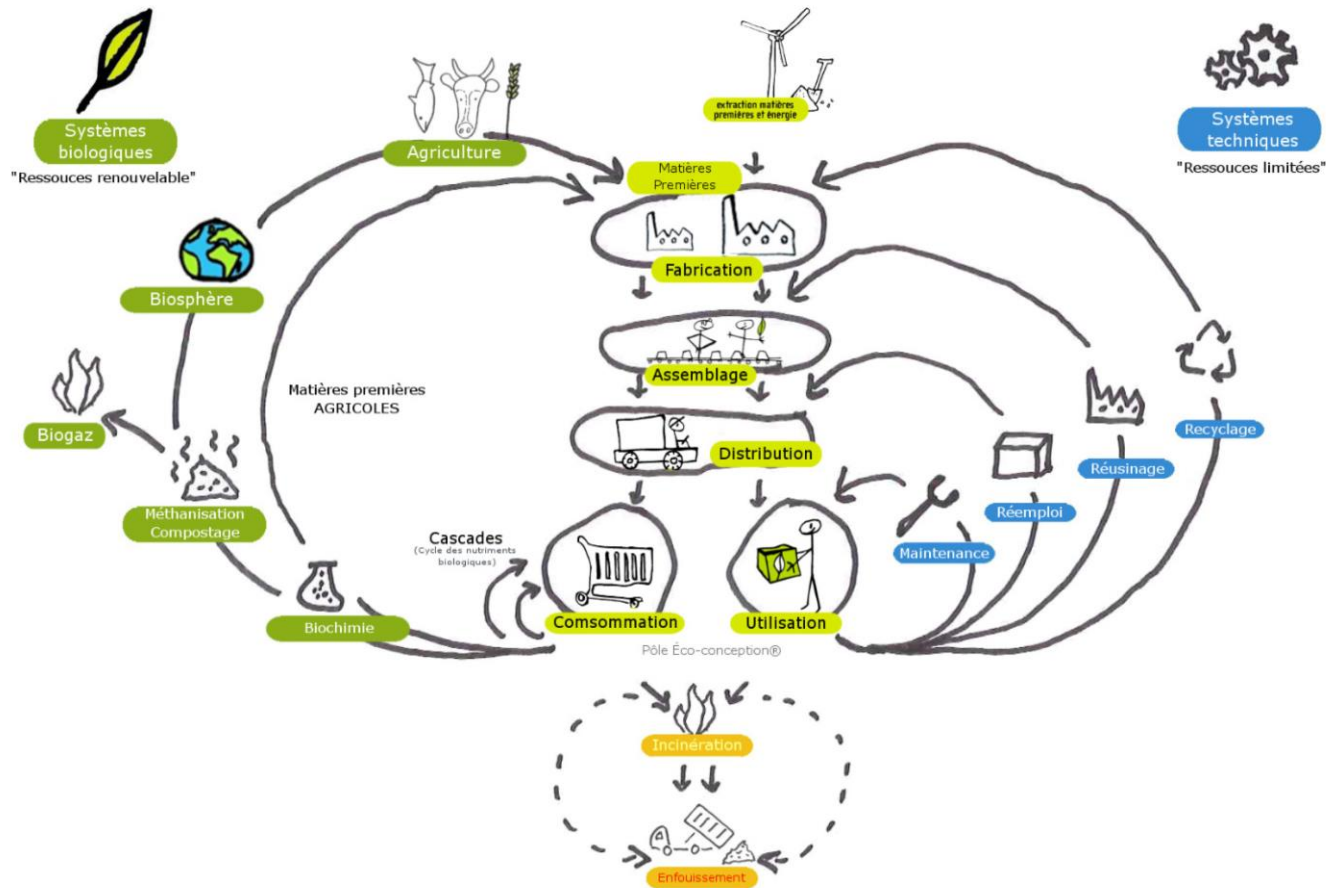 Systèmes
biologiques
"Ressouces renouvelable"
Agriculture
extraction matières
premières et énergie
Systèmes
techniques
"Ressouces limitées"
Matières
Premières
Fabrication
Biosphère
Assemblage
Matières premières
AGRICOLES
Biogaz
Distribution
Recyclage
Réusinage
Réemploi
Maintenance
Méthanisation
Compostage
Cascades
(Cycle des nutriments
biologiques)
Biochimie
Comsommation
Utilisation
Pôle Éco-conception®
Incinération
Enfouissement